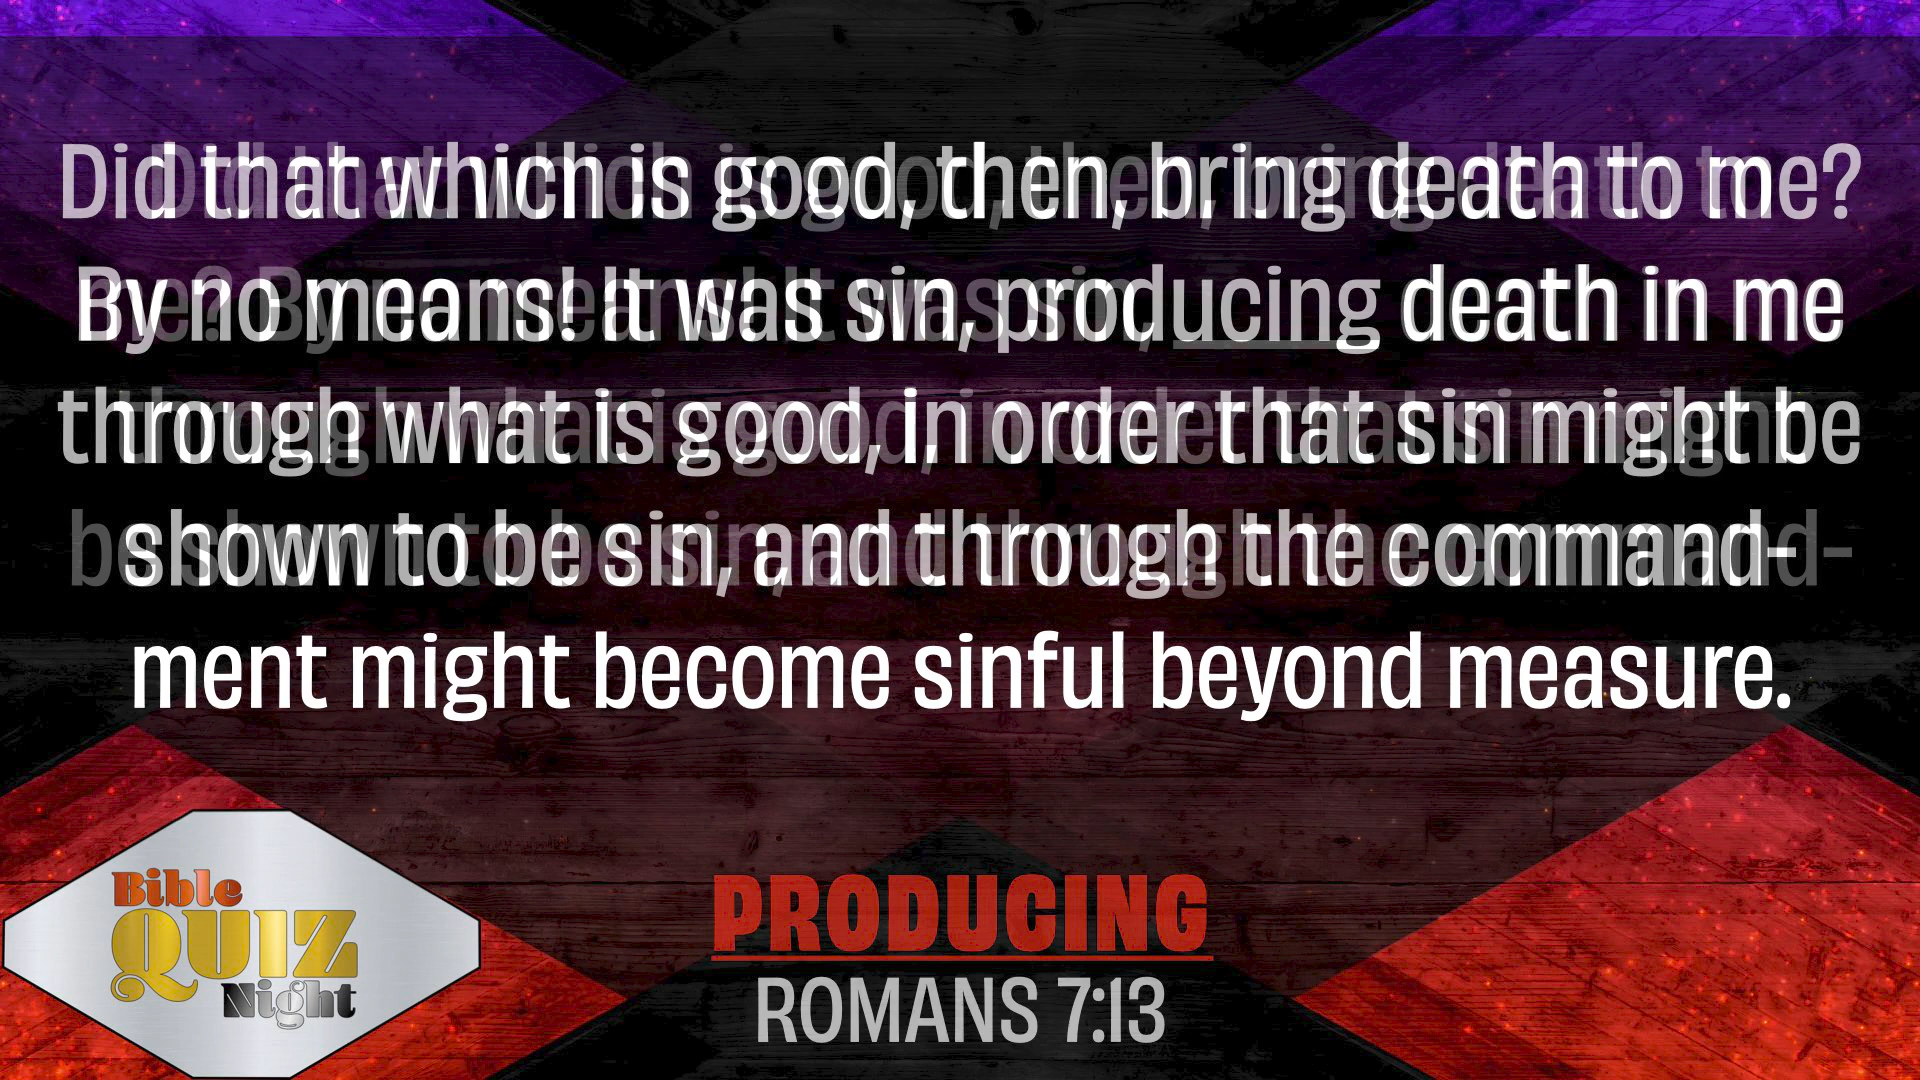 Did that which is good, then, bring death to me?
By no means! It was sin, producing death in me
through what is good, in order that sin might be
shown to be sin, and through the command-
ment might become sinful beyond measure.
Bible
QUIZ
Night
PRODUCING
ROMANS 7:13